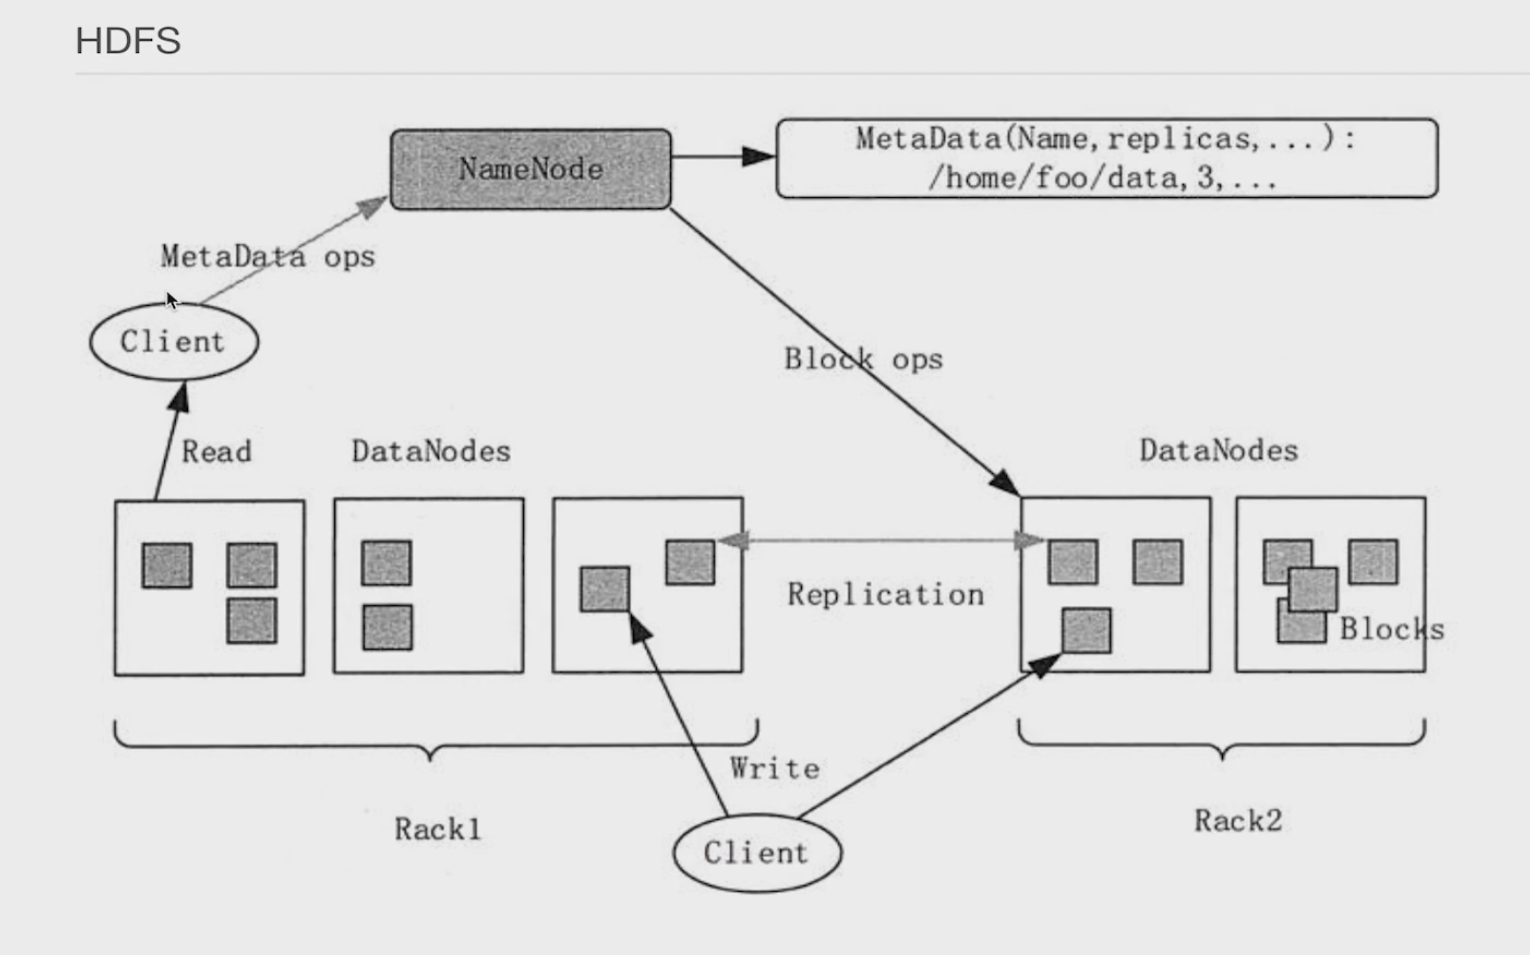 HDFS
NameNode
MetaData(Name,replicas,...):
/home/foo/data,3,...
MetaData ops
Client
Block ops
Read
DataNodes
DataNodes
Replication
Blocks
Write
Rack1
Rack2
Client